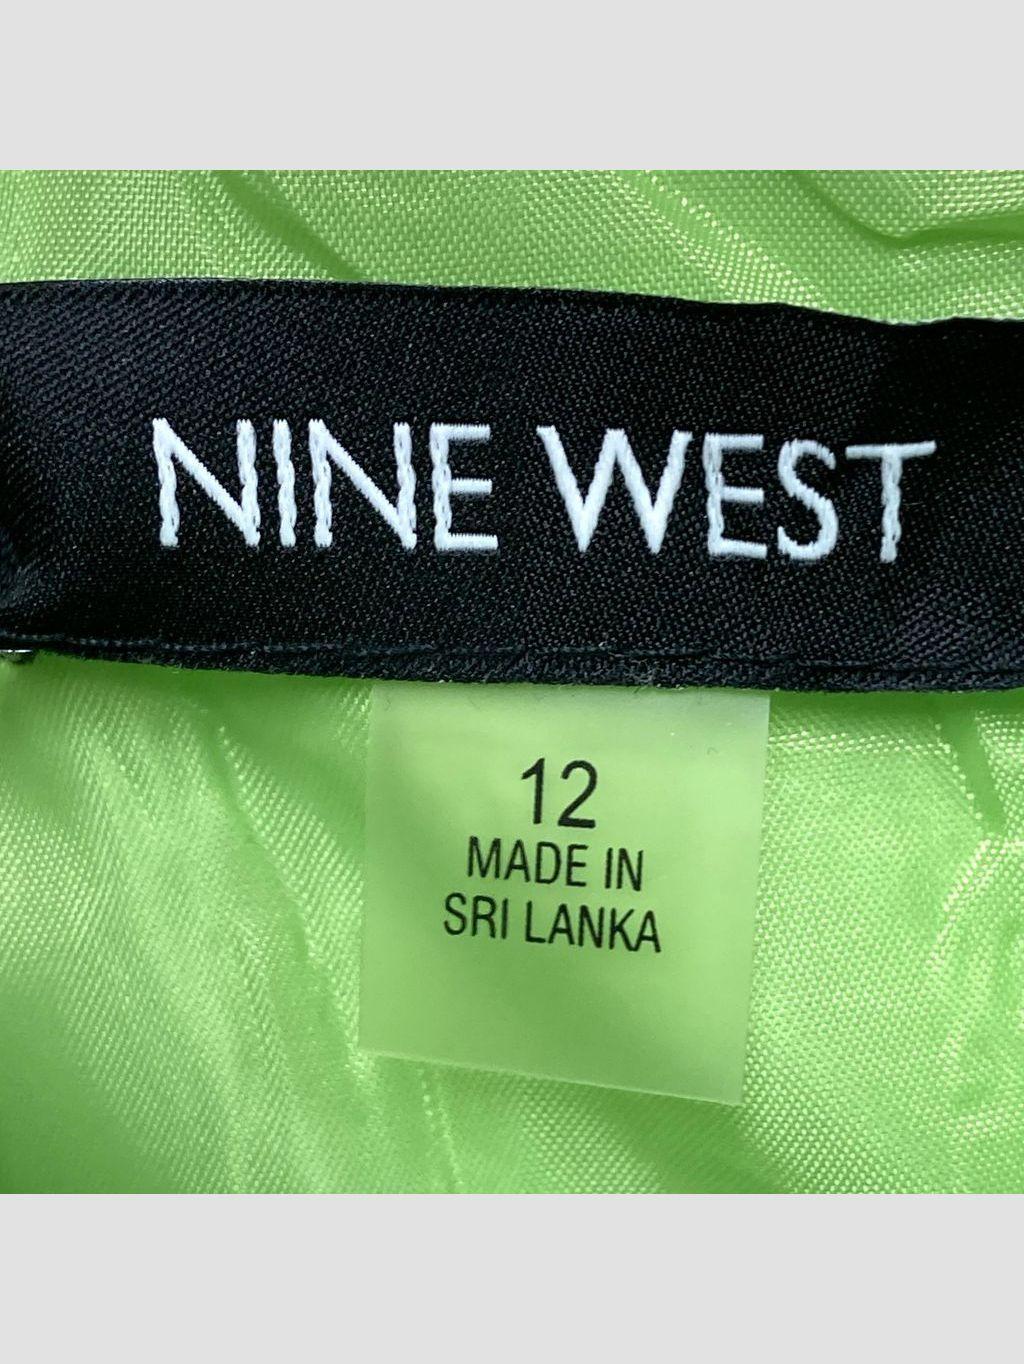 NINE WEST
12
MADE IN
SRI LANKA